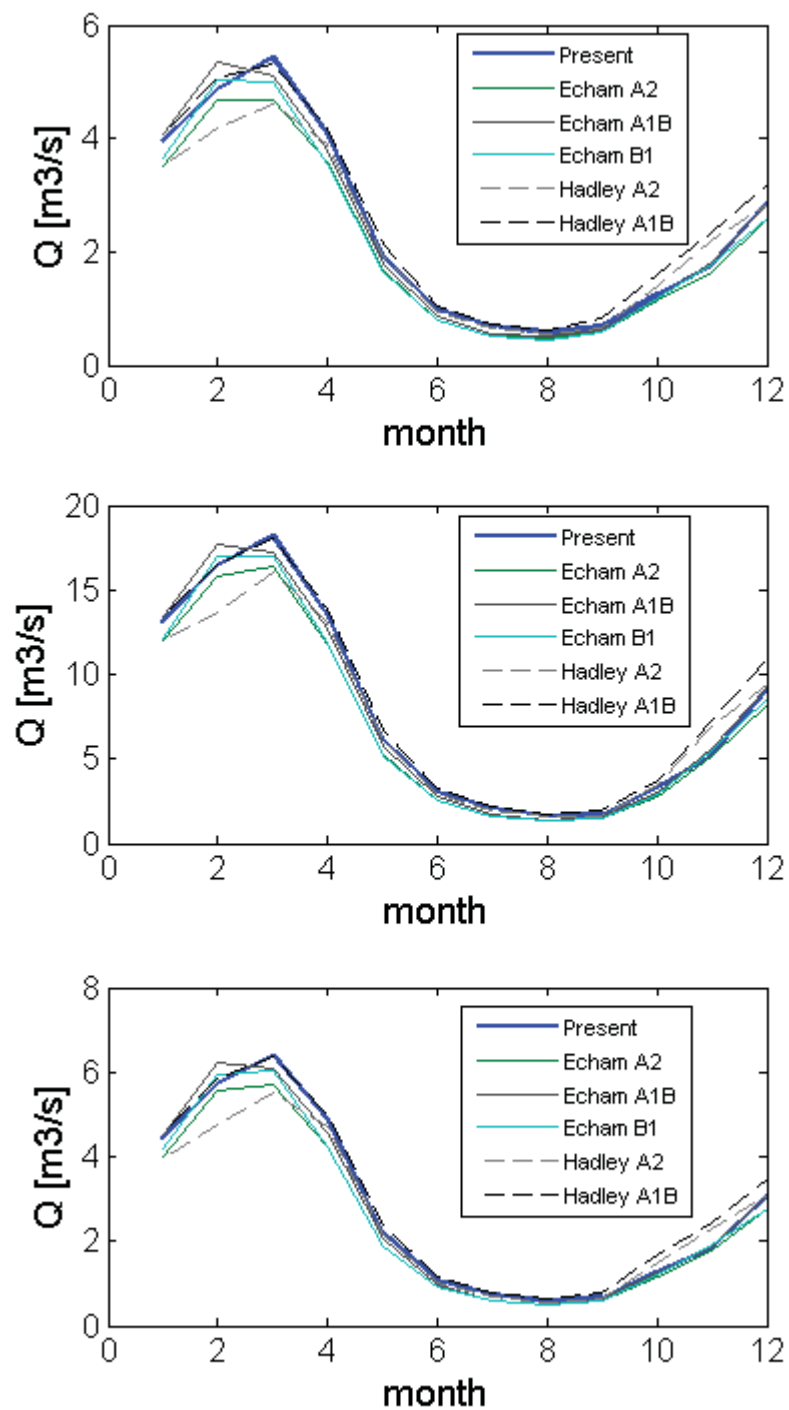 6
4
2
0
Q [m3/s]
Present
Echam A2
Echam A1B
Echam B1
Hadley A2
Hadley A1B
0 2 4 6 8 10 12
month
20
15
10
5
0
Q [m3/s]
Present
Echam A2
Echam A1B
Echam B1
Hadley A2
Hadley A1B
0 2 4 6 8 10 12
month
8
6
4
2
0
Q [m3/s]
Present
Echam A2
Echam A1B
Echam B1
Hadley A2
Hadley A1B
0 2 4 6 8 10 12
month